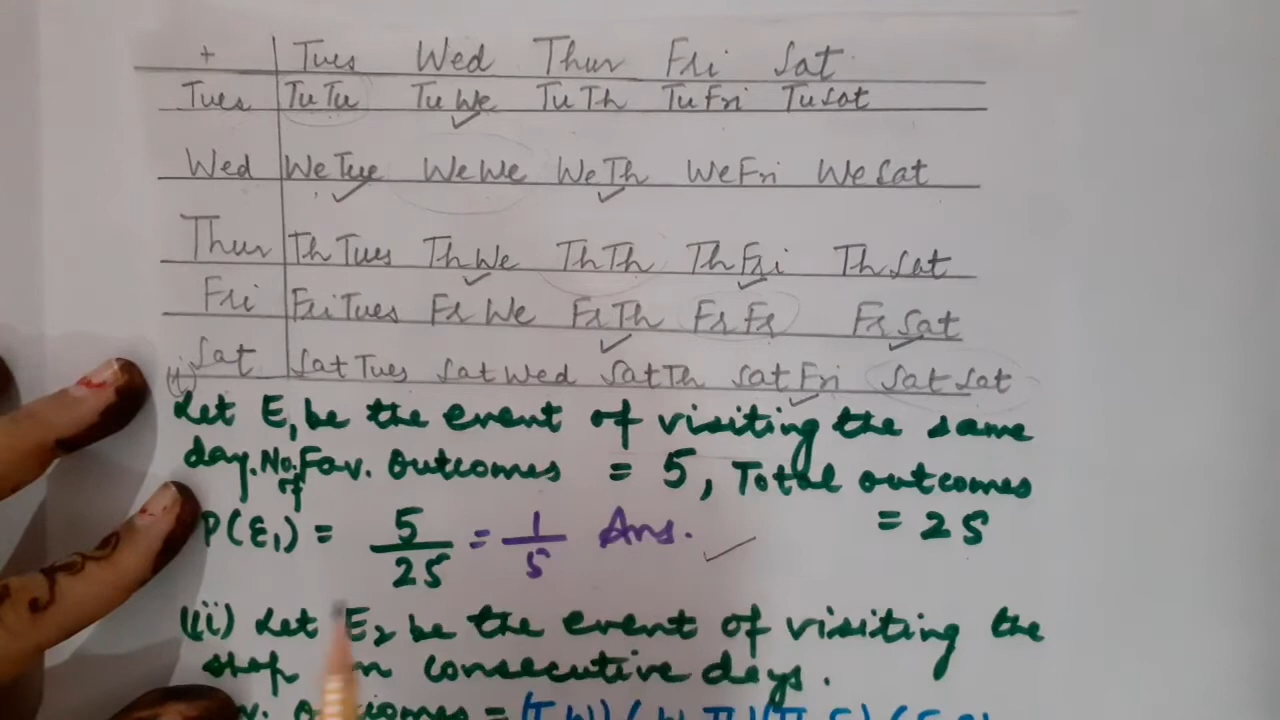 + Tues Wed Thur Fri Sat
Tues TuTu TuWe TuTh TuFri TuSat
Wed WeTue WeWe WeTh WeFri WeSat
Thur ThTues ThWe ThTh ThFri ThSat
Fri FriTues FrWe FrTh FrFr FrSat
Sat SatTues SatWed SatTh SatFri SatSat
(i)
Let E1 be the event of visiting the same
day. No. of Fav. outcomes = 5, Total outcomes
= 25
P(E1) = 5/25 = 1/5 Ans.
(ii) Let E2 be the event of visiting the
shop on consecutive days.
outcomes =